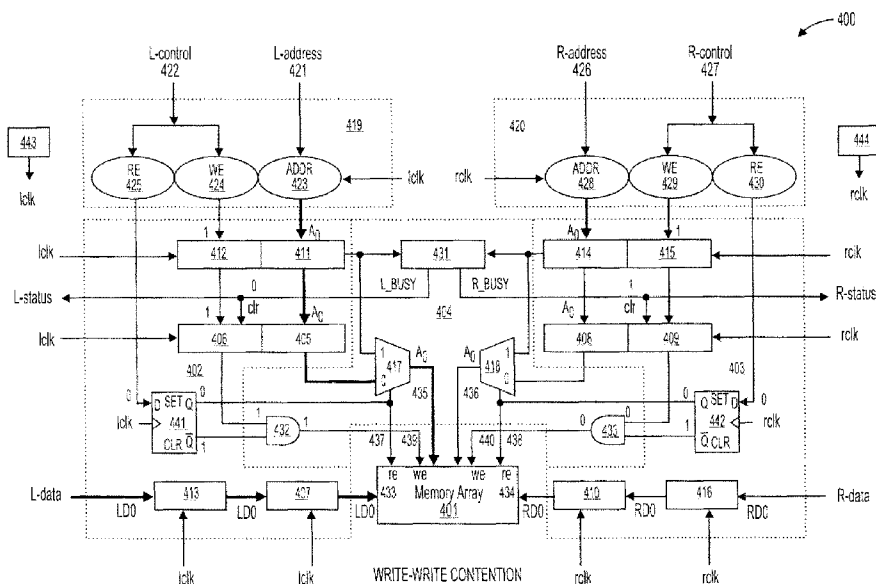 400
L-control
422
L-address
421
R-address
426
R-control
427
419
420
443
lclk
RE
425
WE
424
ADDR
423
lclk
rclk
ADDR
428
WE
429
RE
430
444
rclk
1
A0
A0
1
lclk
412
411
431
414
415
rclk
0
L_BUSY
R_BUSY
1
L-status
clr
clr
R-status
1
A0
404
A0
lclk
406
405
408
409
rclk
402
403
1
417
0
A0
A0
1
418
0
435
436
0
D
SET
Q
0
lclk
441
CLR
Q
1
1
432
1
437
439
440
438
0
433
0
1
0
Q
SET
D
0
442
rclk
Q
CLR
re
we
we
re
433
Memory Array
434
401
L-data
LD0
413
LD0
407
LD0
RD0
410
RD0
416
RD0
R-data
lclk
lclk
WRITE-WRITE CONTENTION
rclk
rclk